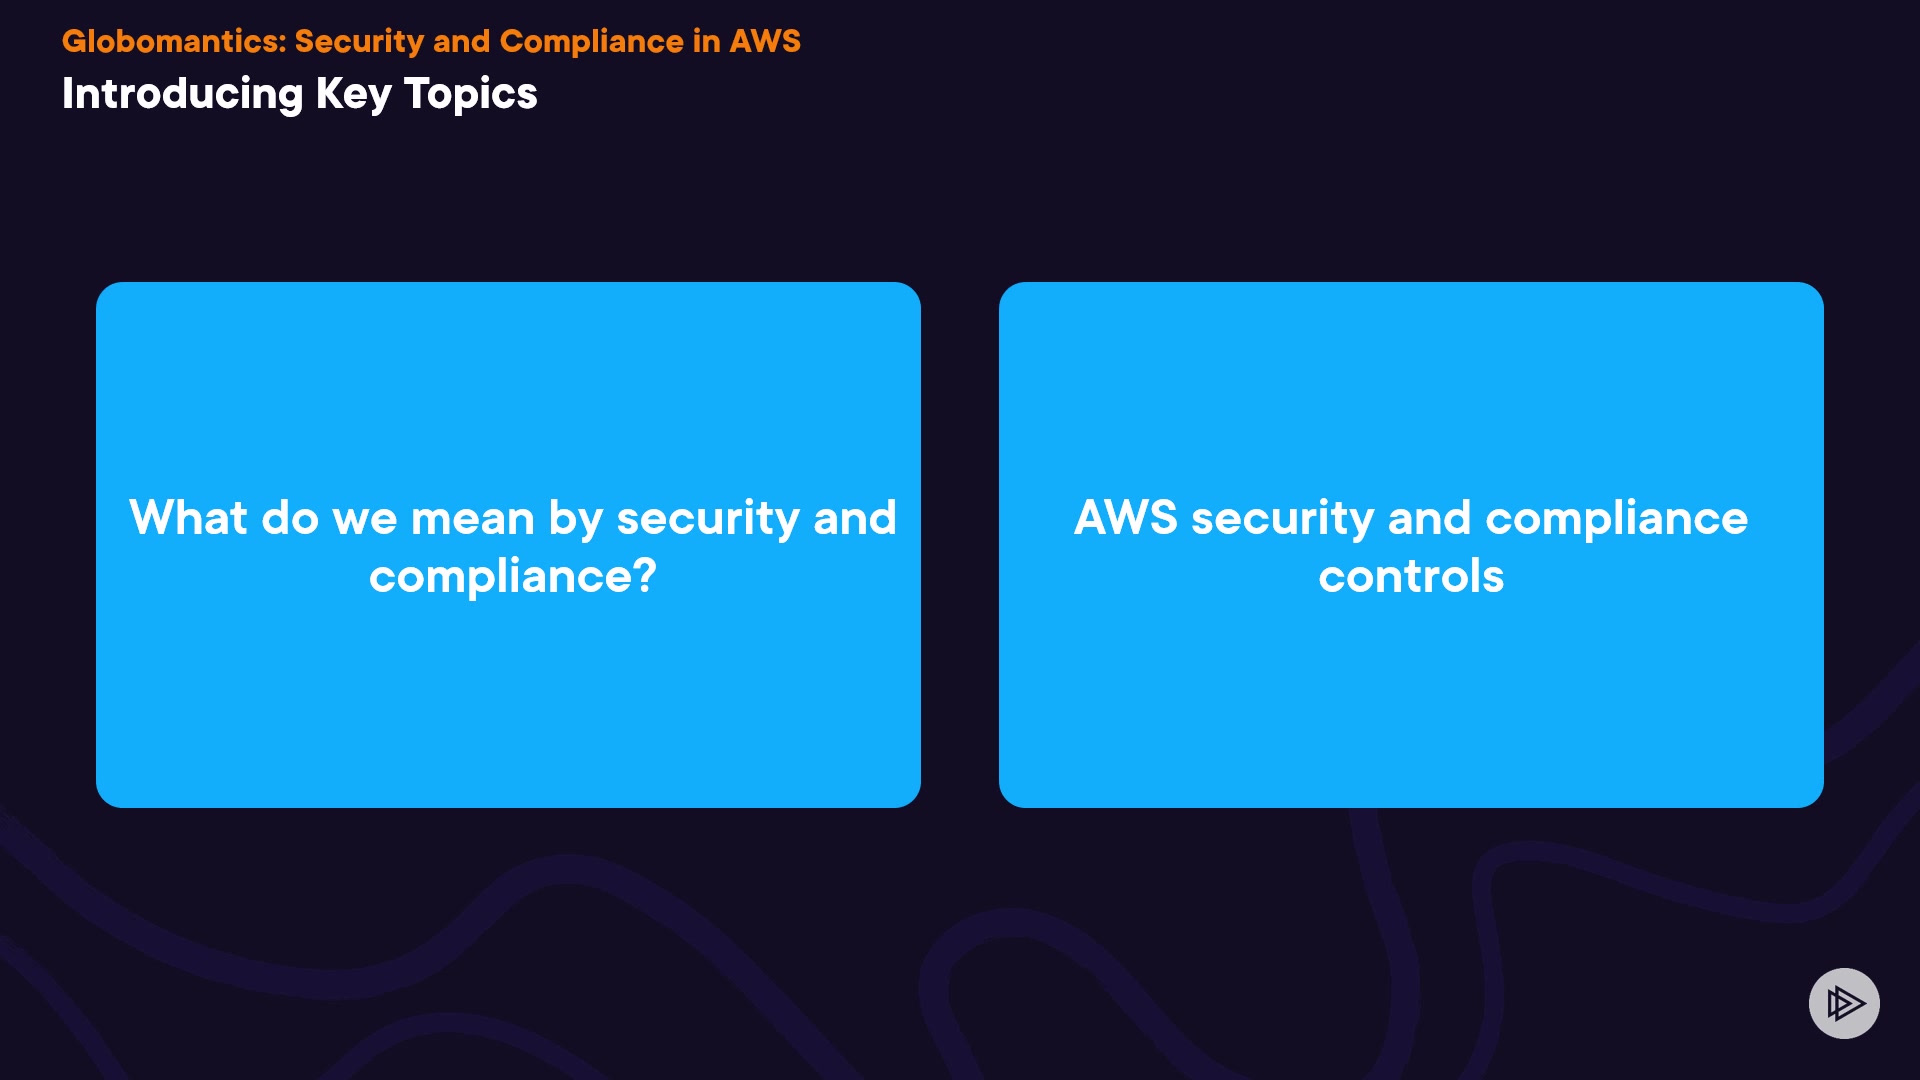 Globomantics: Security and Compliance in AWS
Introducing Key Topics
What do we mean by security and
compliance?
AWS security and compliance
controls